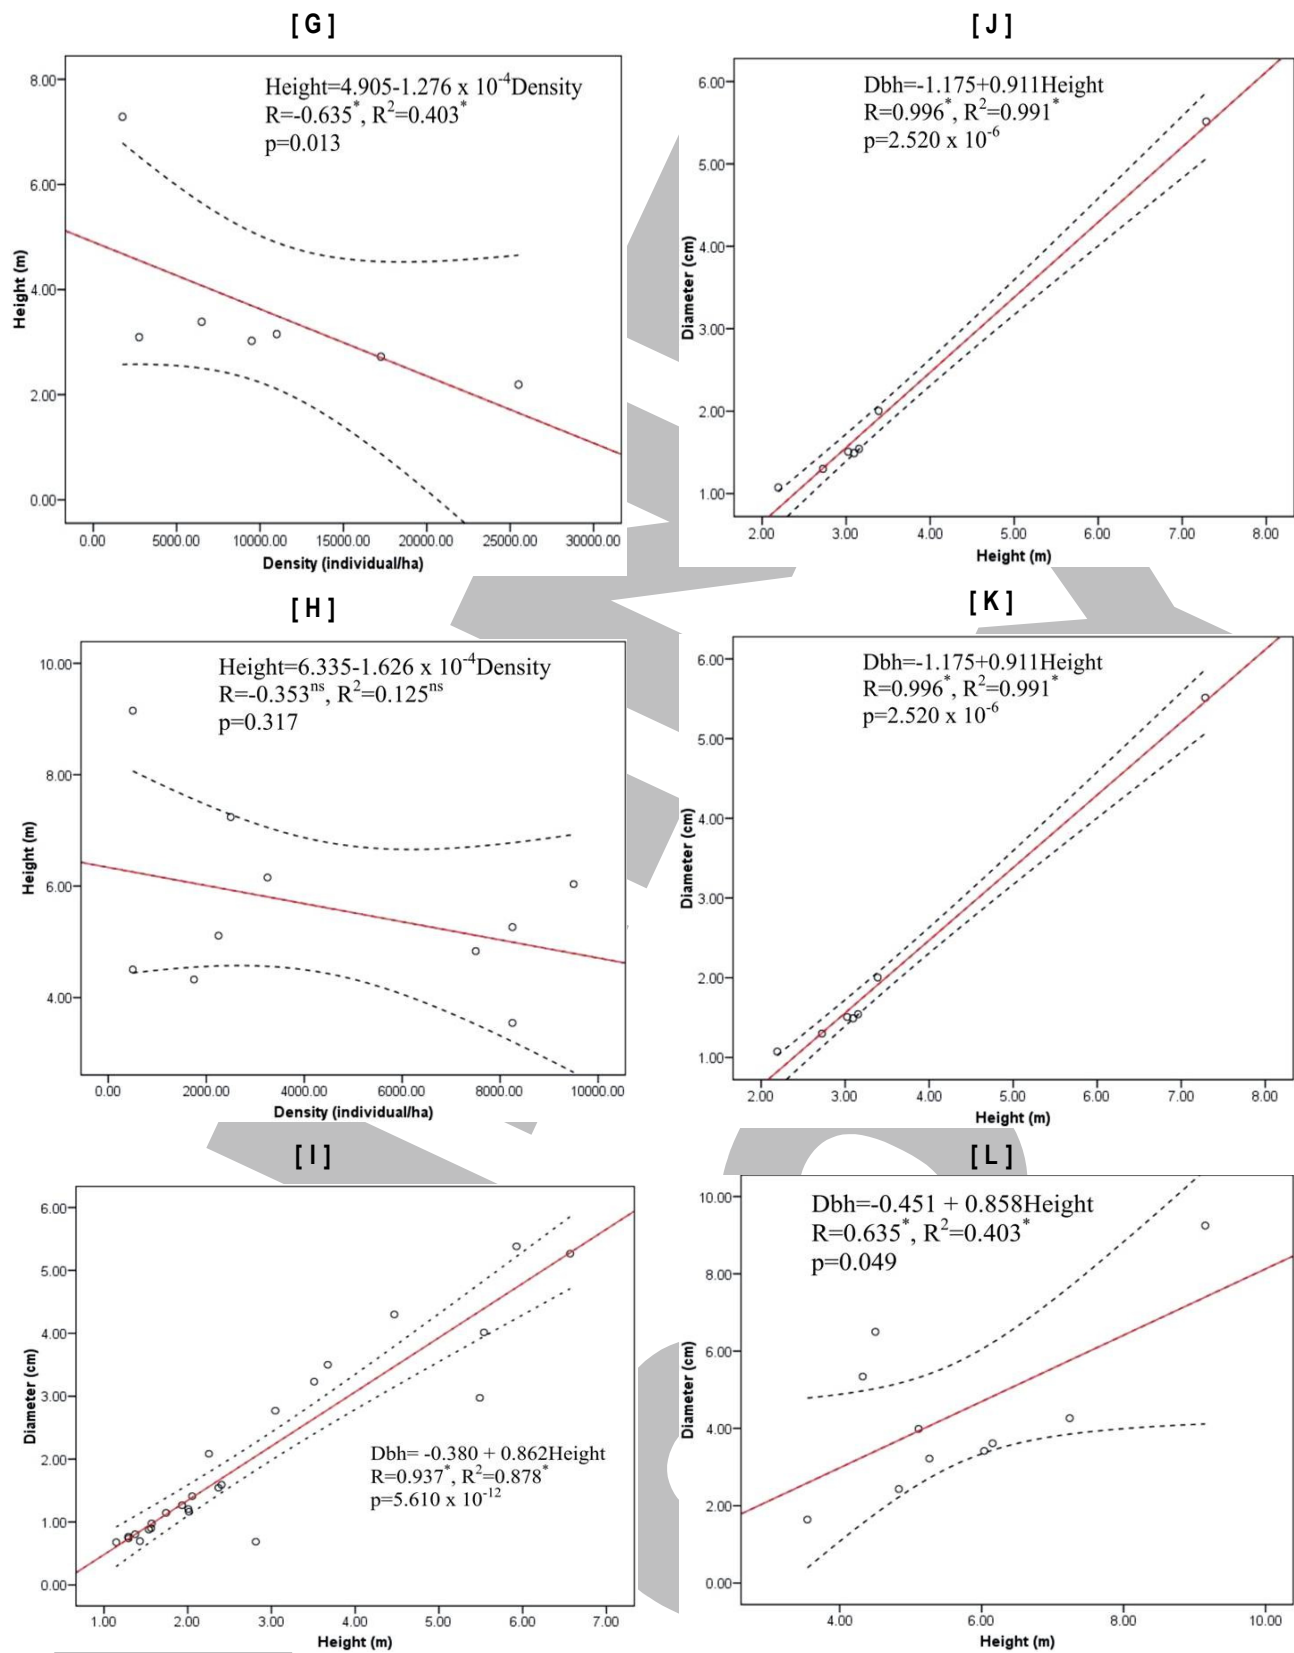 [ G ]
8.00
6.00
4.00
2.00
0.00
Height (m)
Height=4.905-1.276 x 10⁻⁴Density
R=-0.635*, R²=0.403*
p=0.013
0.00 5000.00 10000.00 15000.00 20000.00 25000.00 30000.00
Density (individual/ha)
[ J ]
6.00
5.00
4.00
3.00
2.00
1.00
Diameter (cm)
Dbh=-1.175+0.911Height
R=0.996*, R²=0.991*
p=2.520 x 10⁻⁶
2.00 3.00 4.00 5.00 6.00 7.00 8.00
Height (m)
[ H ]
10.00
8.00
6.00
4.00
Height (m)
Height=6.335-1.626 x 10⁻⁴Density
R=-0.353ⁿˢ, R²=0.125ⁿˢ
p=0.317
0.00 2000.00 4000.00 6000.00 8000.00 10000.00
Density (individual/ha)
[ K ]
6.00
5.00
4.00
3.00
2.00
1.00
Diameter (cm)
Dbh=-1.175+0.911Height
R=0.996*, R²=0.991*
p=2.520 x 10⁻⁶
2.00 3.00 4.00 5.00 6.00 7.00 8.00
Height (m)
[ I ]
6.00
5.00
4.00
3.00
2.00
1.00
0.00
Diameter (cm)
Dbh= -0.380 + 0.862Height
R=0.937*, R²=0.878*
p=5.610 x 10⁻¹²
1.00 2.00 3.00 4.00 5.00 6.00 7.00
Height (m)
[ L ]
10.00
8.00
6.00
4.00
2.00
0.00
Diameter (cm)
Dbh=-0.451 + 0.858Height
R=0.635*, R²=0.403*
p=0.049
4.00 6.00 8.00 10.00
Height (m)